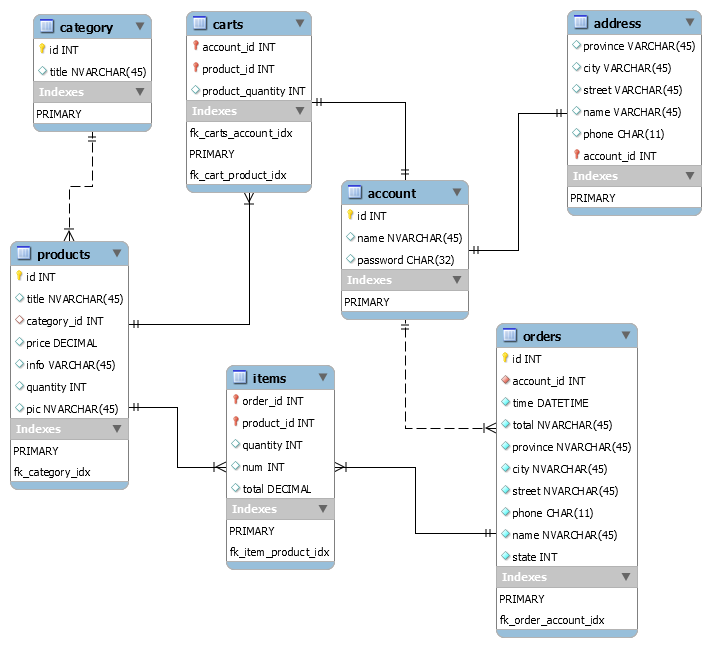 category
id INT
title NVARCHAR(45)
Indexes
PRIMARY
carts
account_id INT
product_id INT
product_quantity INT
Indexes
fk_carts_account_idx
PRIMARY
fk_cart_product_idx
address
province VARCHAR(45)
city VARCHAR(45)
street VARCHAR(45)
name VARCHAR(45)
phone CHAR(11)
account_id INT
Indexes
PRIMARY
account
id INT
name NVARCHAR(45)
password CHAR(32)
Indexes
PRIMARY
products
id INT
title NVARCHAR(45)
category_id INT
price DECIMAL
info VARCHAR(45)
quantity INT
pic NVARCHAR(45)
Indexes
PRIMARY
fk_category_idx
items
order_id INT
product_id INT
quantity INT
num INT
total DECIMAL
Indexes
PRIMARY
fk_item_product_idx
orders
id INT
account_id INT
time DATETIME
total NVARCHAR(45)
province NVARCHAR(45)
city NVARCHAR(45)
street NVARCHAR(45)
phone CHAR(11)
name NVARCHAR(45)
state INT
Indexes
PRIMARY
fk_order_account_idx